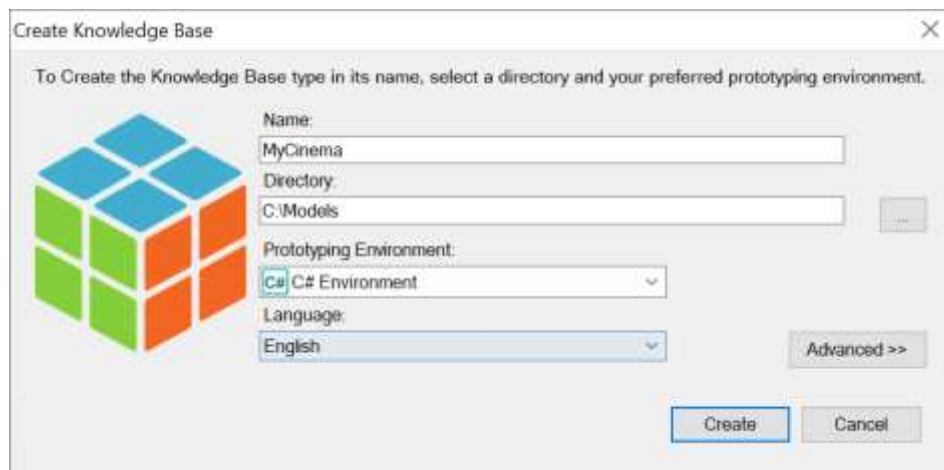 Create Knowledge Base
To Create the Knowledge Base type in its name, select a directory and your preferred prototyping environment.
Name:
MyCinema
Directory:
C:\Models
...
Prototyping Environment:
C# C# Environment
Language:
English
Advanced >>
Create Cancel